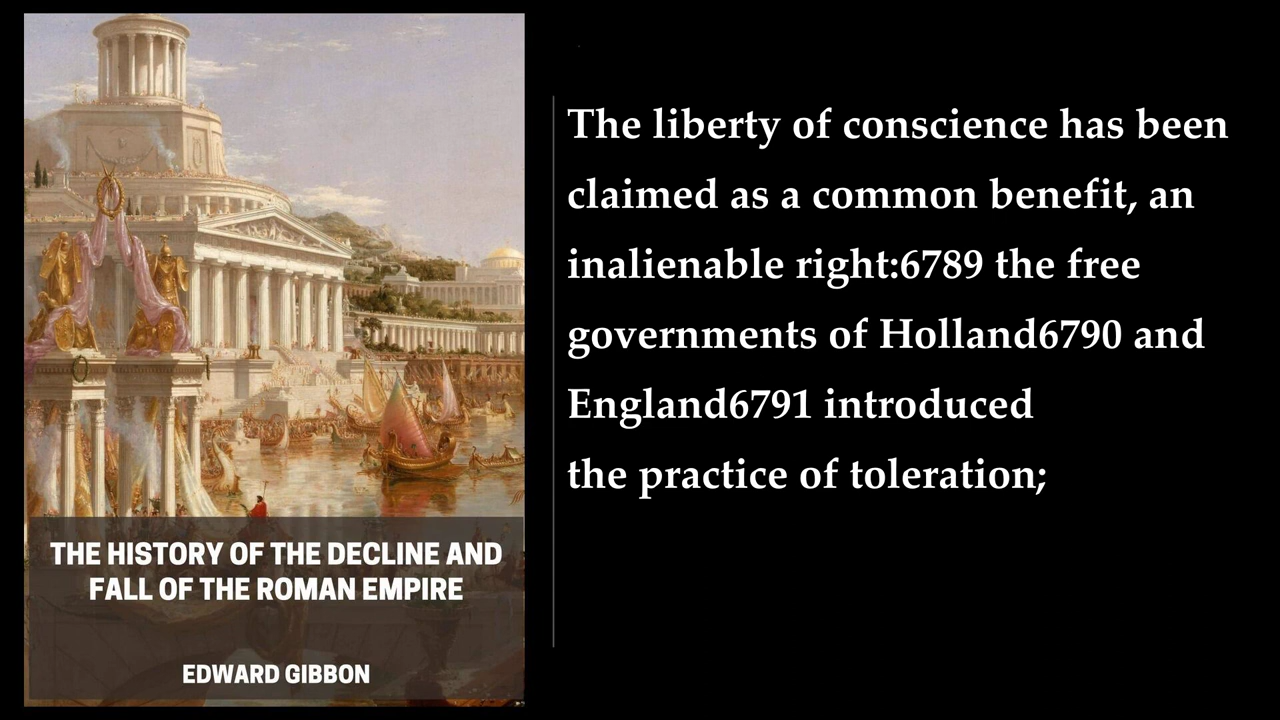 THE HISTORY OF THE DECLINE AND
FALL OF THE ROMAN EMPIRE
EDWARD GIBBON
The liberty of conscience has been
claimed as a common benefit, an
inalienable right:6789 the free
governments of Holland6790 and
England6791 introduced
the practice of toleration;